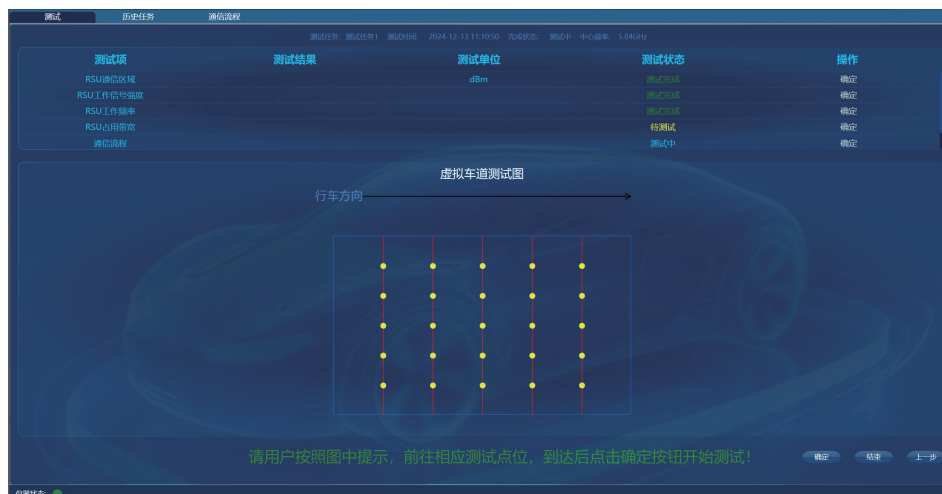 测试 历史任务 通信流程
测试任务: 测试任务1 测试时间: 2024-12-13 11:10:50 完成状态: 测试中 中心频率: 5.84GHz
测试项 测试结果 测试单位 测试状态 操作
RSU通信区域 dBm 测试完成 确定
RSU工作信号强度 测试完成 确定
RSU工作频率 测试完成 确定
RSU占用带宽 待测试 确定
通信流程 测试中 确定
虚拟车道测试图
行车方向
请用户按照图中提示，前往相应测试点位，到达后点击确定按钮开始测试！
确定 结束 上一步